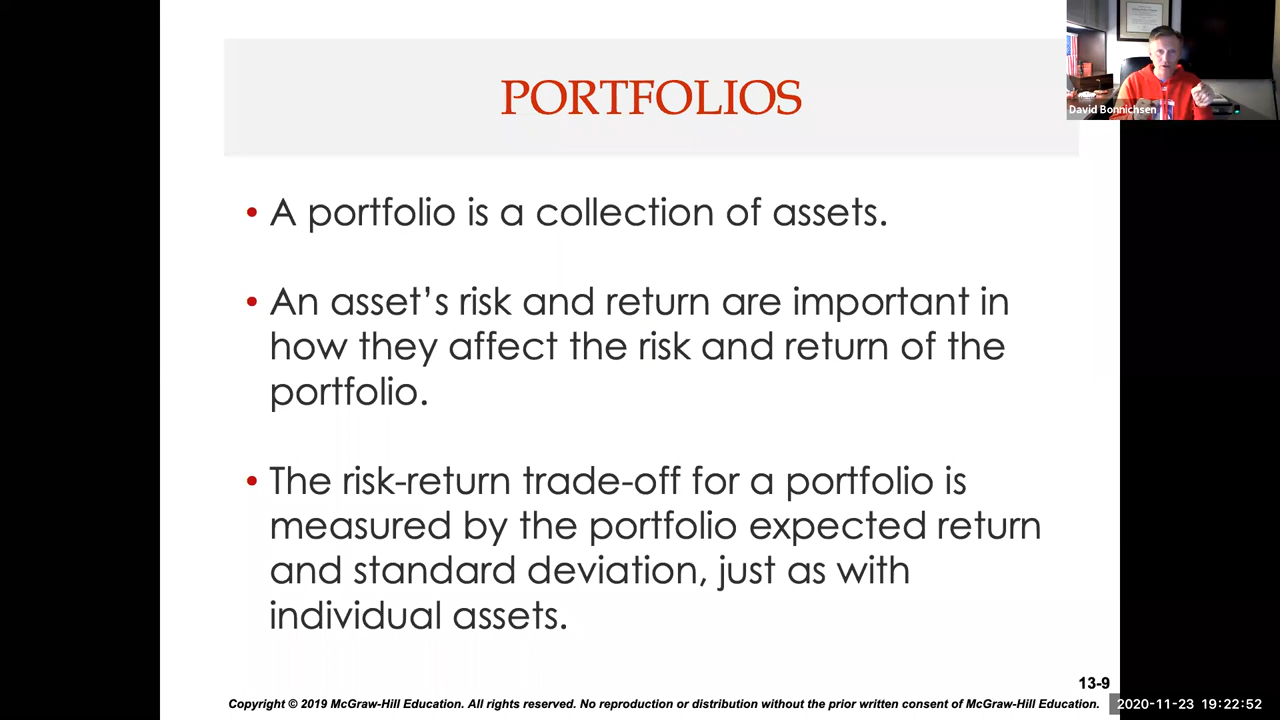 PORTFOLIOS
David Bonnichsen
• A portfolio is a collection of assets.
• An asset’s risk and return are important in
how they affect the risk and return of the
portfolio.
• The risk-return trade-off for a portfolio is
measured by the portfolio expected return
and standard deviation, just as with
individual assets.
13-9
Copyright © 2019 McGraw-Hill Education. All rights reserved. No reproduction or distribution without the prior written consent of McGraw-Hill Education.
2020-11-23 19:22:52